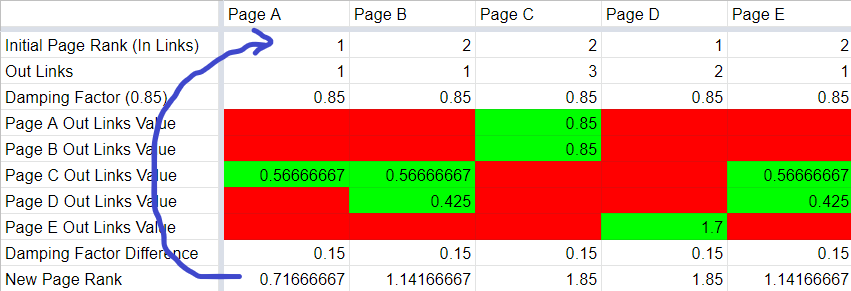 Page A Page B Page C Page D Page E
Initial Page Rank (In Links) 1 2 2 1 2
Out Links 1 1 3 2 1
Damping Factor (0.85) 0.85 0.85 0.85 0.85 0.85
Page A Out Links Value 0.85
Page B Out Links Value 0.85
Page C Out Links Value 0.56666667 0.56666667 0.56666667
Page D Out Links Value 0.425 0.425
Page E Out Links Value 1.7
Damping Factor Difference 0.15 0.15 0.15 0.15 0.15
New Page Rank 0.71666667 1.14166667 1.85 1.85 1.14166667